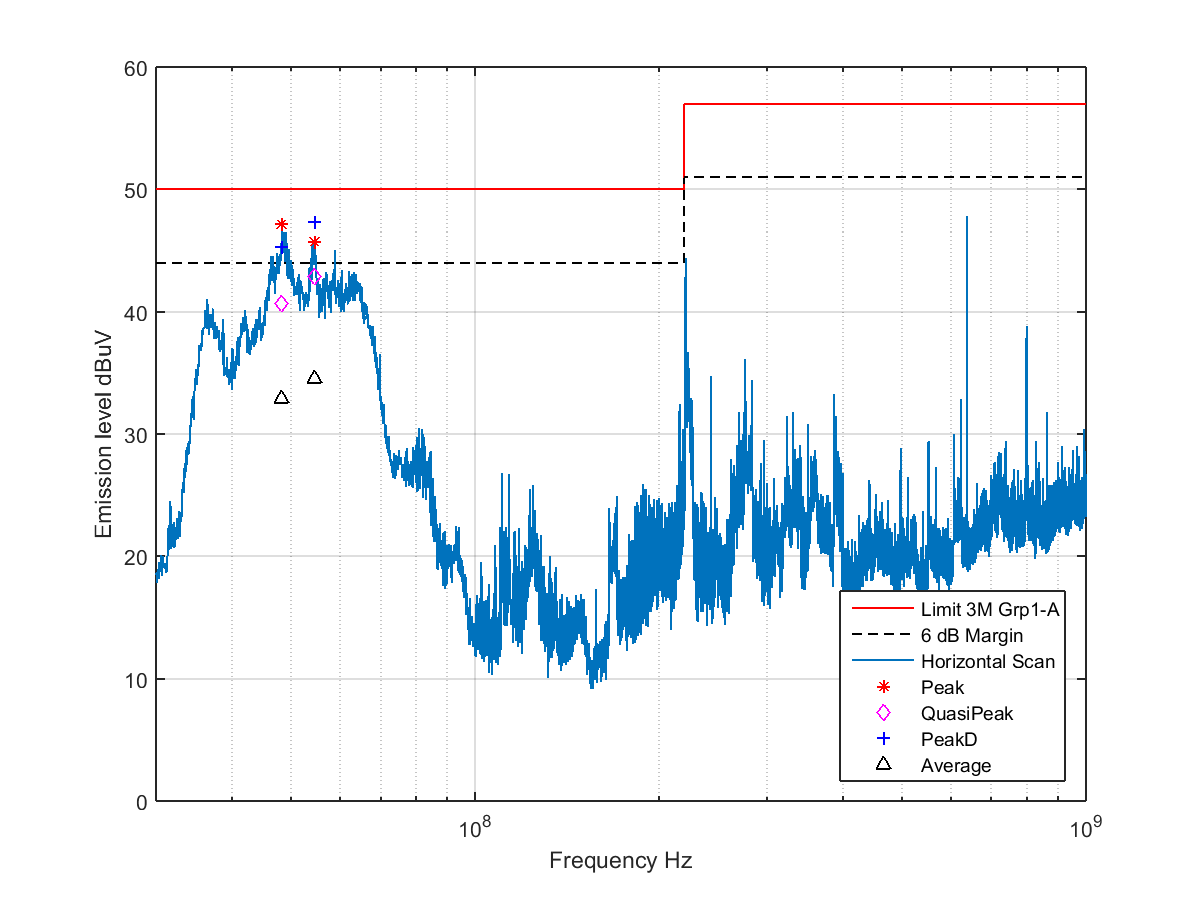 60
50
40
30
20
10
0
Emission level dBuV
10^8
10^9
Frequency Hz
Limit 3M Grp1-A
6 dB Margin
Horizontal Scan
Peak
QuasiPeak
PeakD
Average